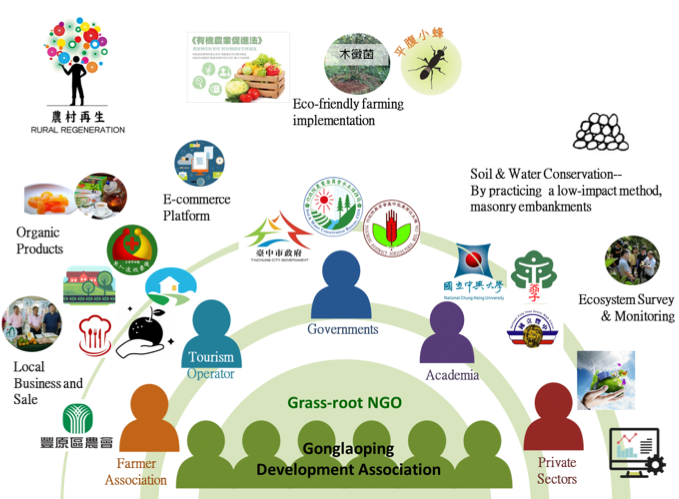 農村再生
RURAL REGENERATION
《有機農業促進法》
木黴菌
平腹小蜂
Eco-friendly farming
implementation
E-commerce
Platform
Soil & Water Conservation--
By practicing a low-impact method,
masonry embankments
Organic
Products
臺中市政府
TAICHUNG CITY GOVERNMENT
國立中興大學
National Chung Hsing University
Ecosystem Survey
& Monitoring
Governments
Local
Business and
Sale
Tourism
Operator
Academia
Grass-root NGO
豐原區農會
Gonglaoping
Development Association
Farmer
Association
Private
Sectors